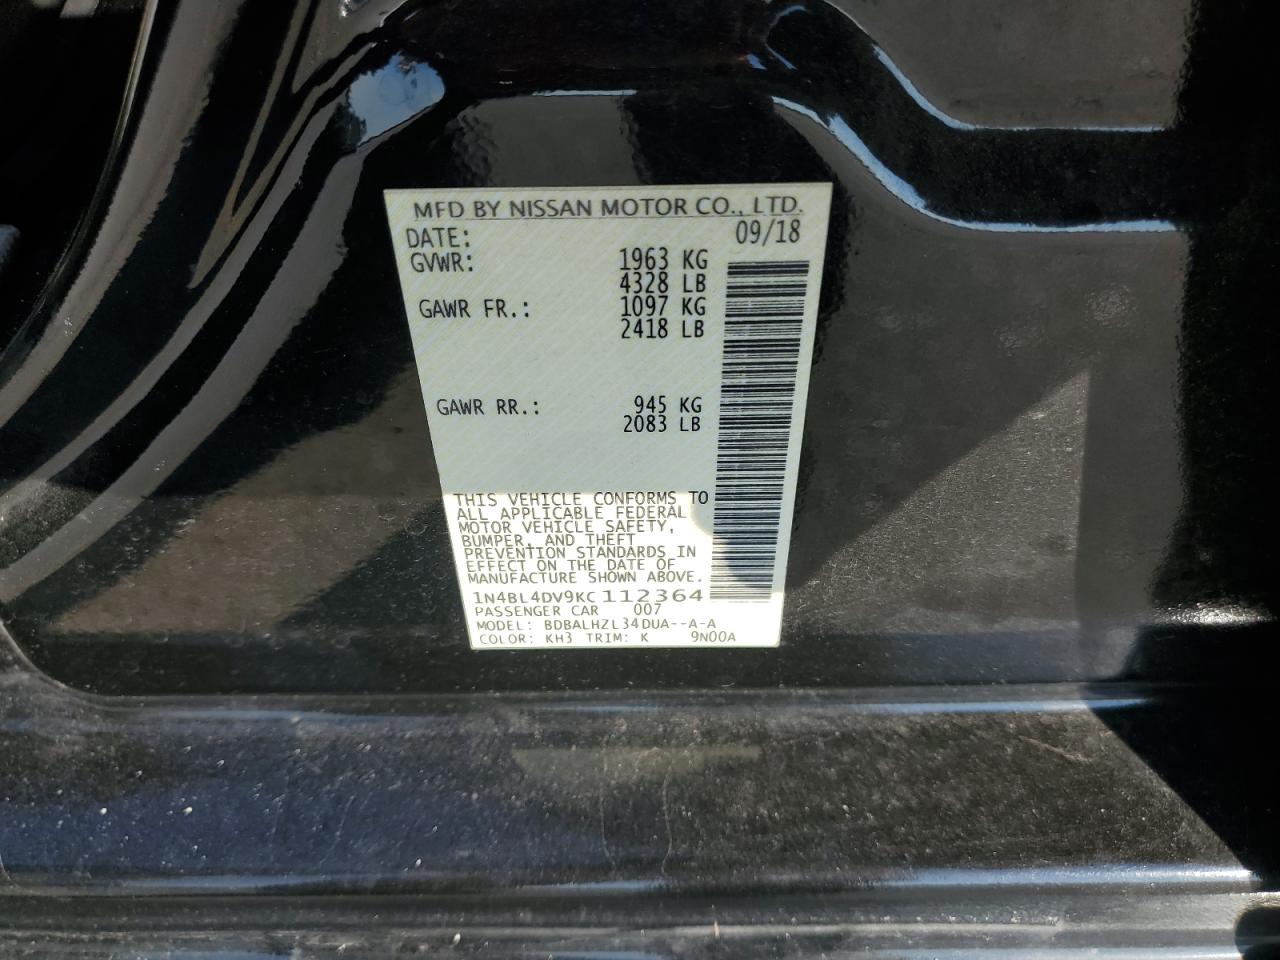 MFD BY NISSAN MOTOR CO., LTD.
DATE: 09/18
GVWR: 1963 KG
4328 LB
GAWR FR.: 1097 KG
2418 LB
GAWR RR.: 945 KG
2083 LB
THIS VEHICLE CONFORMS TO
ALL APPLICABLE FEDERAL
MOTOR VEHICLE SAFETY,
BUMPER, AND THEFT
PREVENTION STANDARDS IN
EFFECT ON THE DATE OF
MANUFACTURE SHOWN ABOVE.
1N4BL4DV9KC112364
PASSENGER CAR 007
MODEL: BDBALHZL34DUA--A-A
COLOR: KH3 TRIM: K 9N00A